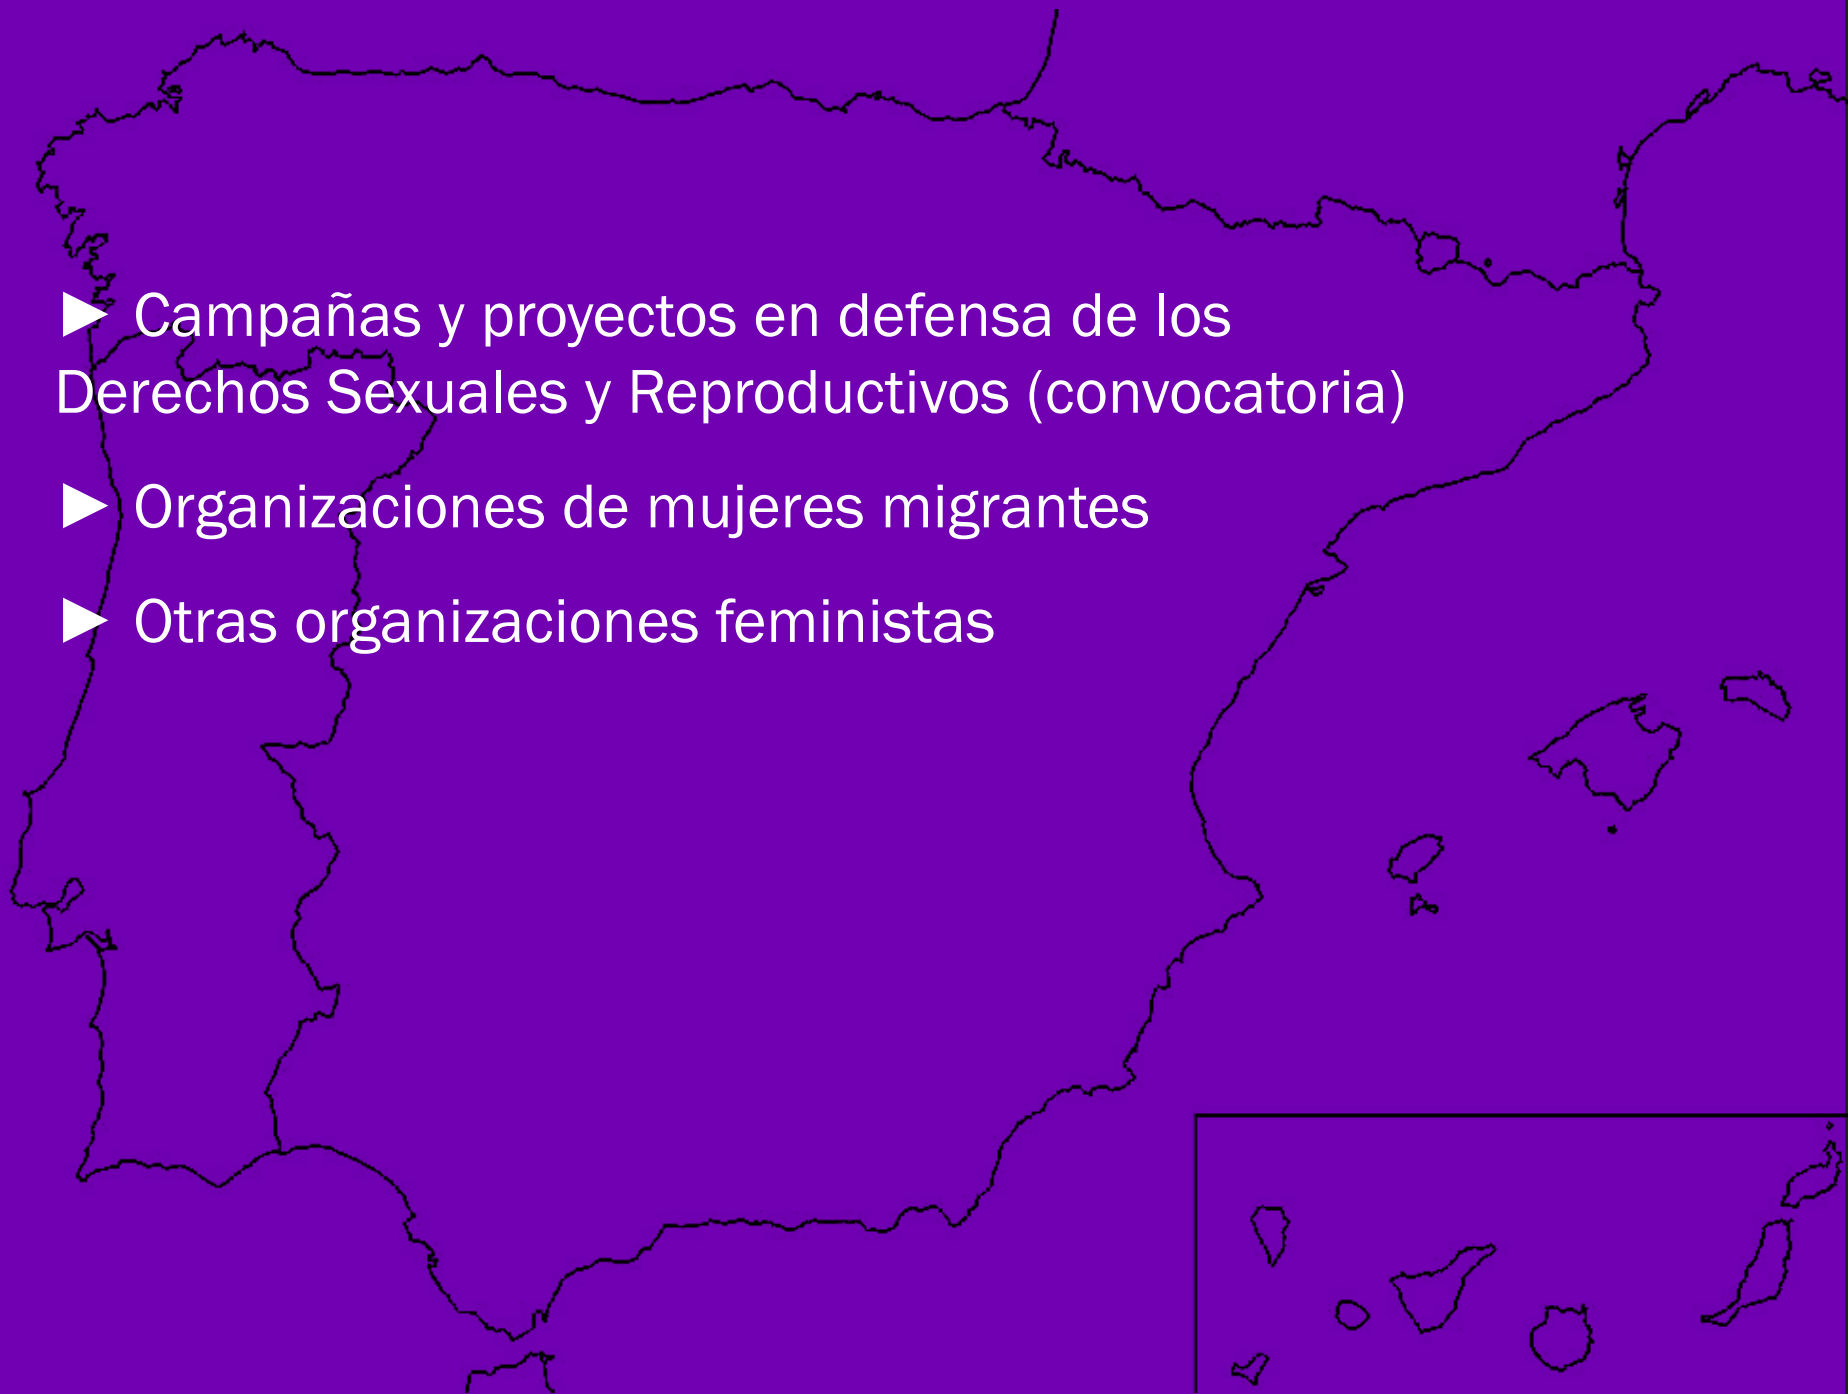 ► Campañas y proyectos en defensa de los
Derechos Sexuales y Reproductivos (convocatoria)
► Organizaciones de mujeres migrantes
► Otras organizaciones feministas